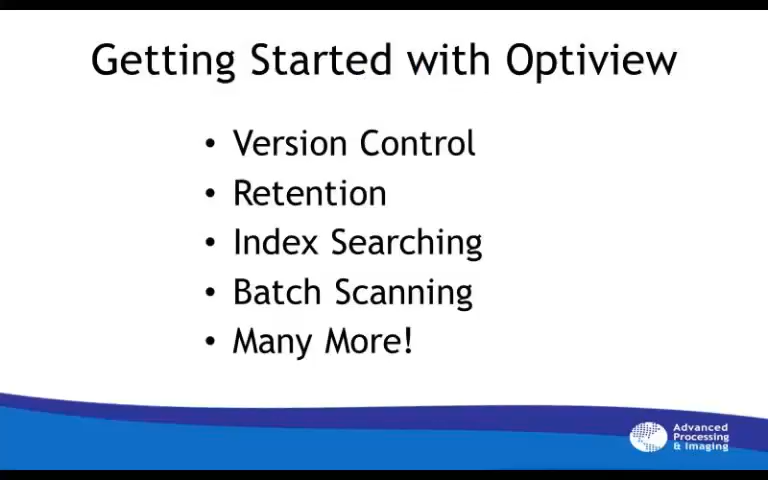 Getting Started with Optiview
• Version Control
• Retention
• Index Searching
• Batch Scanning
• Many More!
Advanced
Processing
& Imaging